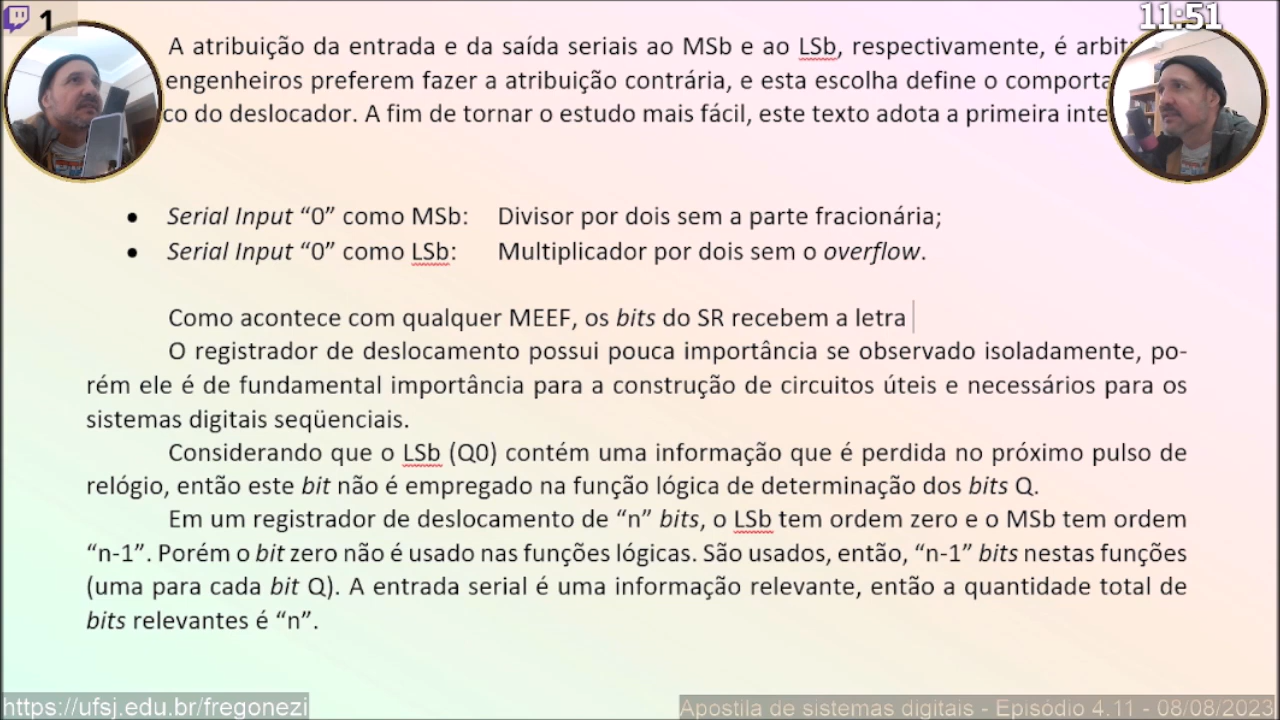 1
11:51
A atribuição da entrada e da saída seriais ao MSb e ao LSb, respectivamente, é
engenheiros preferem fazer a atribuição contrária, e esta escolha define o
do deslocador. A fim de tornar o estudo mais fácil, este texto adota a primeira
• Serial Input “0” como MSb: Divisor por dois sem a parte fracionária;
• Serial Input “0” como LSb: Multiplicador por dois sem o overflow.
Como acontece com qualquer MEEF, os bits do SR recebem a letra
O registrador de deslocamento possui pouca importância se observado isoladamente, po-
rém ele é de fundamental importância para a construção de circuitos úteis e necessários para os
sistemas digitais seqüenciais.
Considerando que o LSb (Q0) contém uma informação que é perdida no próximo pulso de
relógio, então este bit não é empregado na função lógica de determinação dos bits Q.
Em um registrador de deslocamento de “n” bits, o LSb tem ordem zero e o MSb tem ordem
“n-1”. Porém o bit zero não é usado nas funções lógicas. São usados, então, “n-1” bits nestas funções
(uma para cada bit Q). A entrada serial é uma informação relevante, então a quantidade total de
bits relevantes é “n”.
https://ufsj.edu.br/fregonezi
Apostila de sistemas digitais - Episódio 4.11 - 08/08/2023